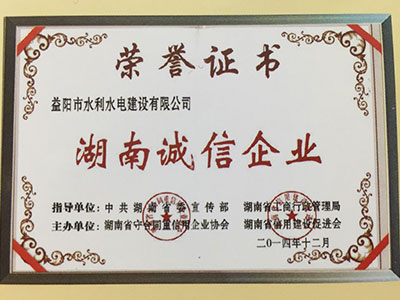 荣誉证书
益阳市水利水电建设有限公司
湖南诚信企业
指导单位：中共湖南省委宣传部 湖南省工商行政管理局
主办单位：湖南省守合同重信用企业协会 湖南省信用建设促进会
二〇一四年十二月